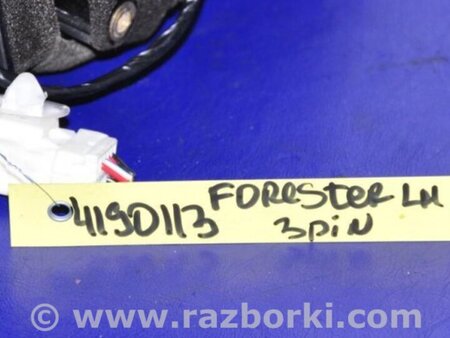 4190113 Forester LH
3pin
© www.razborki.com